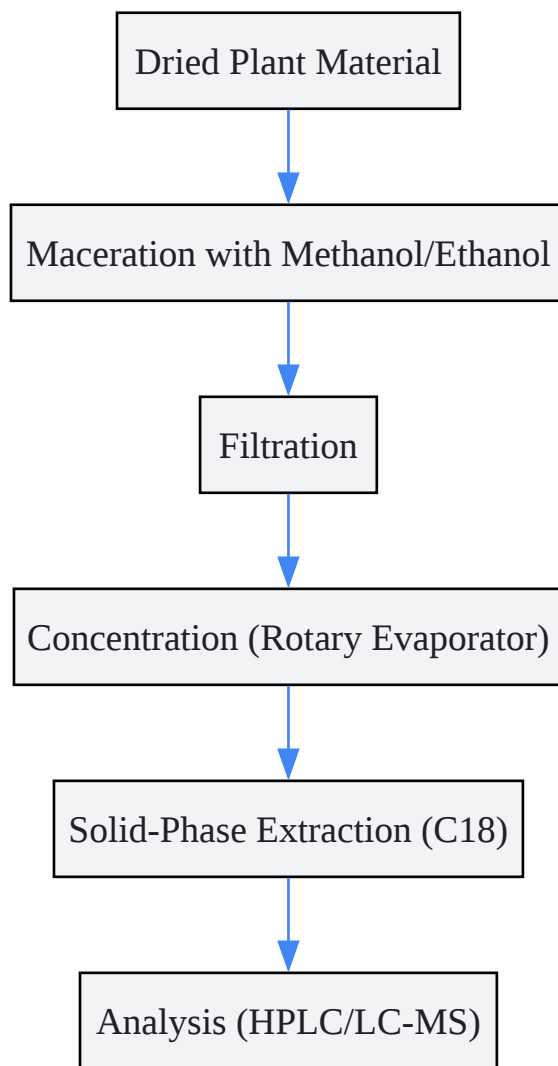 Dried Plant Material
Maceration with Methanol/Ethanol
Filtration
Concentration (Rotary Evaporator)
Solid-Phase Extraction (C18)
Analysis (HPLC/LC-MS)